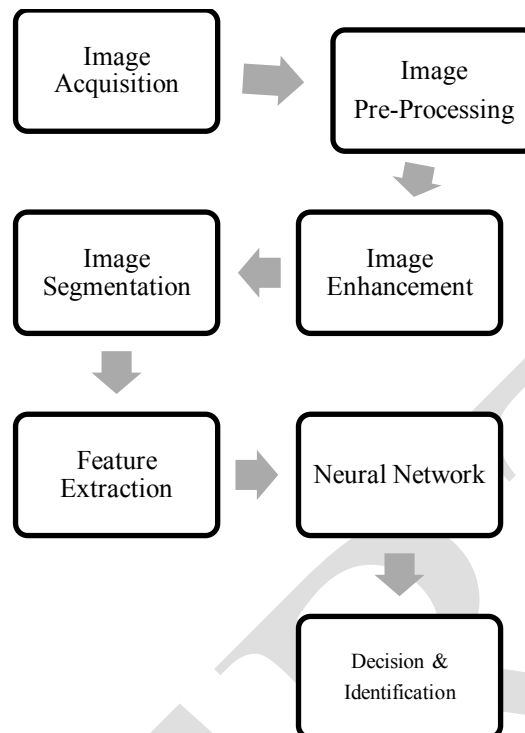 Image
Acquisition
Image
Pre-Processing
Image
Enhancement
Image
Segmentation
Feature
Extraction
Neural Network
Decision &
Identification